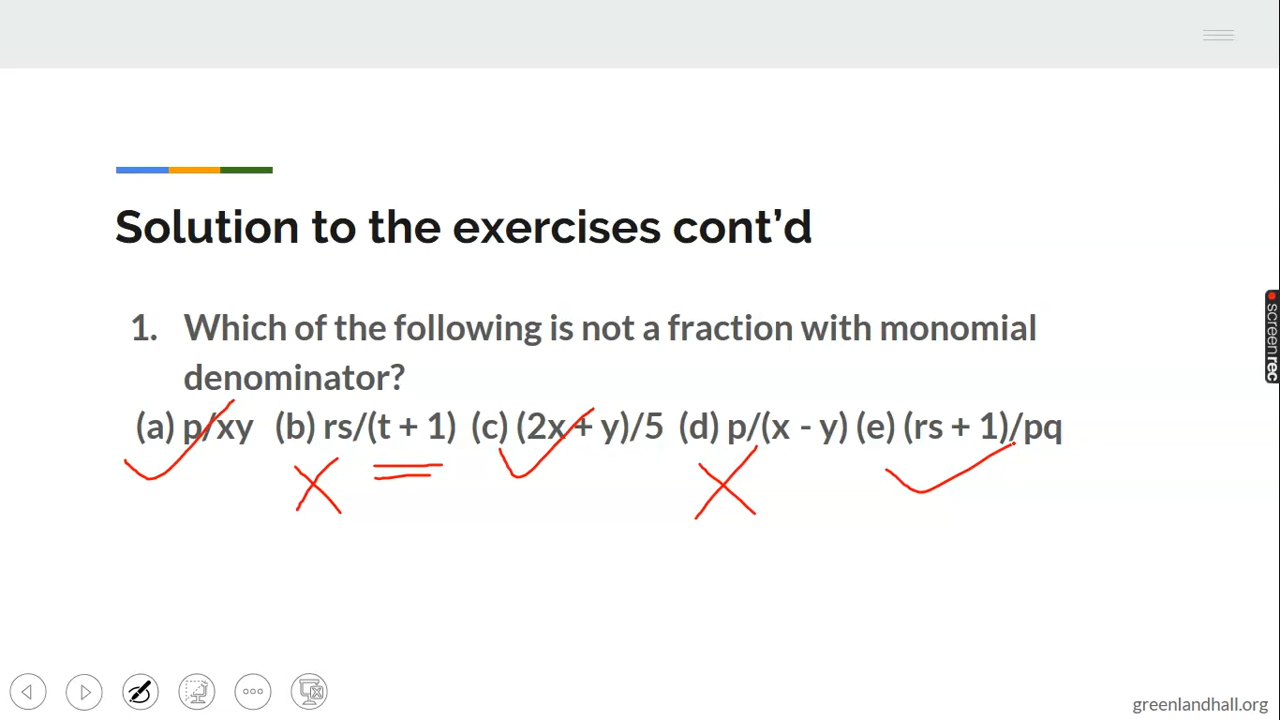 Solution to the exercises cont’d
1. Which of the following is not a fraction with monomial
denominator?
(a) p/xy (b) rs/(t + 1) (c) (2x + y)/5 (d) p/(x - y) (e) (rs + 1)/pq
screenrec
greenlandhall.org